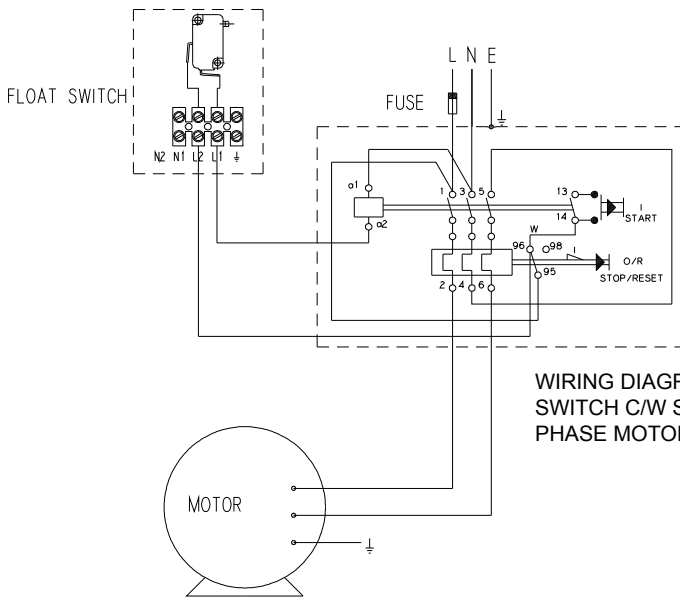 FLOAT SWITCH
N2 N1 L2 L1
L N E
FUSE
a1
a2
1 3 5
13
14
I
START
W
96 98
95
O/R
STOP/RESET
2 4 6
WIRING DIAGR
SWITCH C/W S
PHASE MOTOR
MOTOR